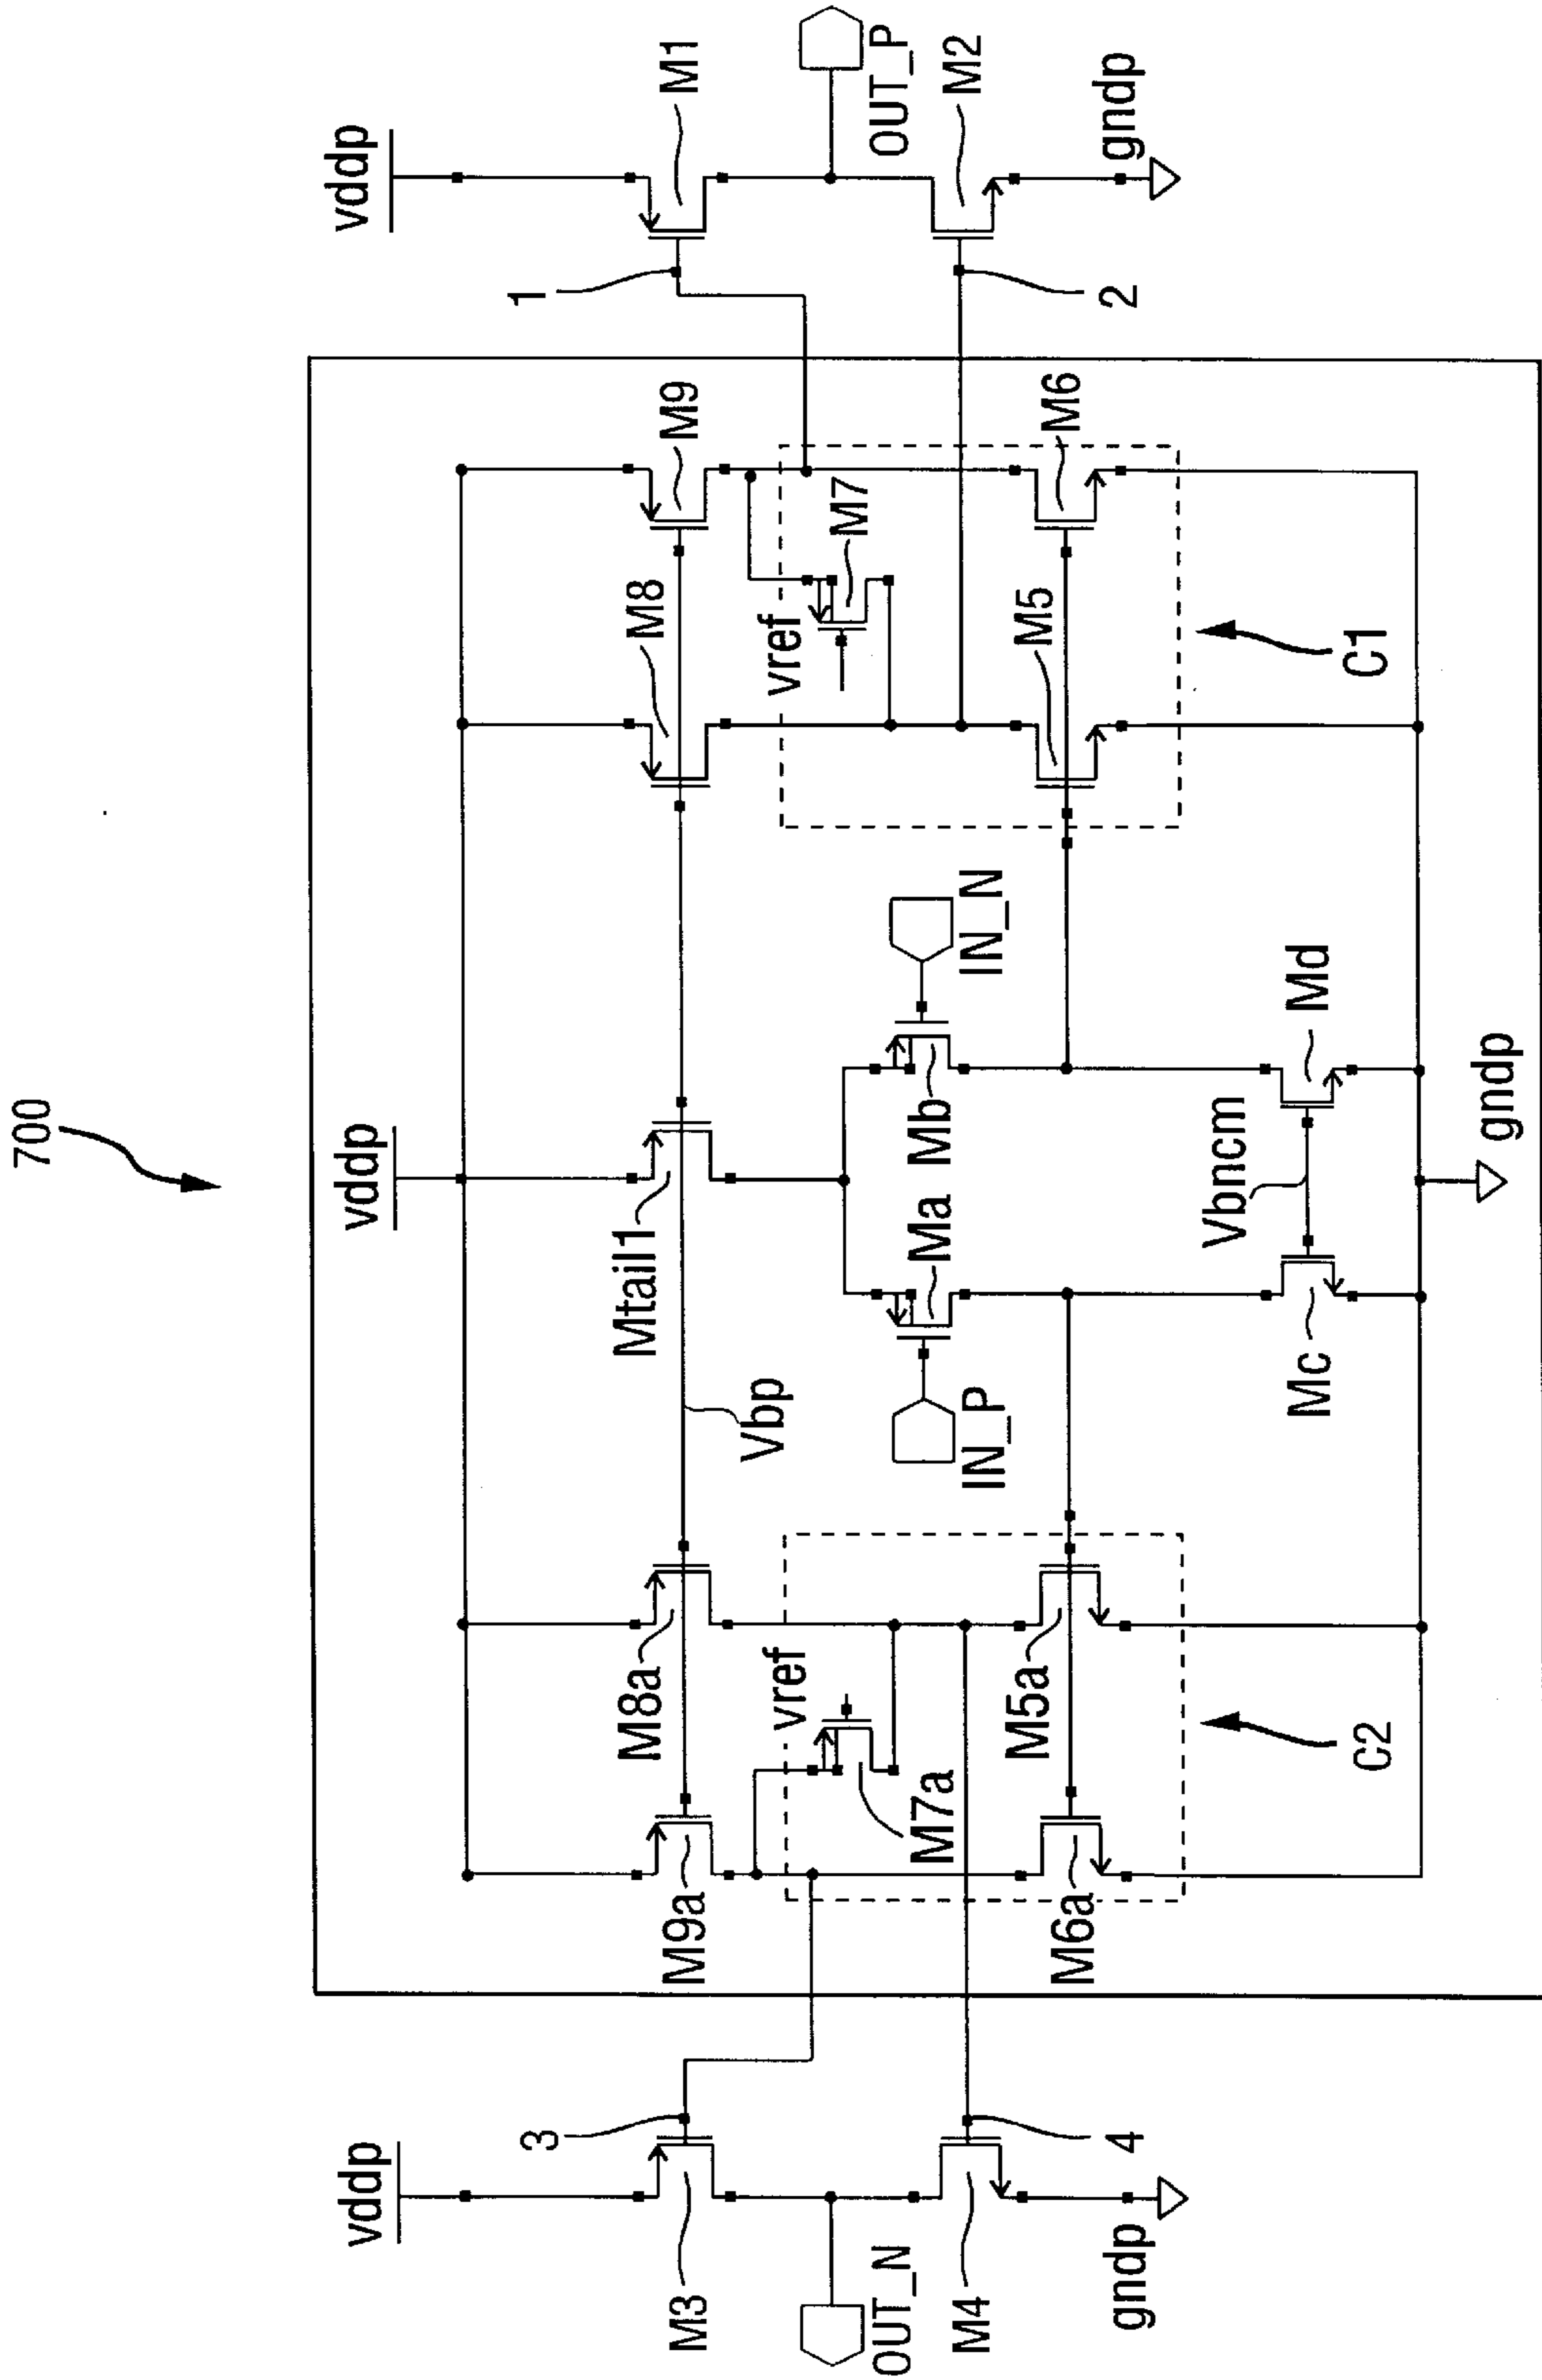 700
vddp
vddp
vddp
M3
3
M9a
M8a
Mtail1
M8
M9
1
M1
Vbp
vref
vref
M7a
M7
OUT_N
IN_P
Ma
Mb
IN_N
OUT_P
M4
4
M6a
M5a
M5
M6
2
M2
gndp
gndp
C2
Mc
Vbncm
Md
C1
gndp